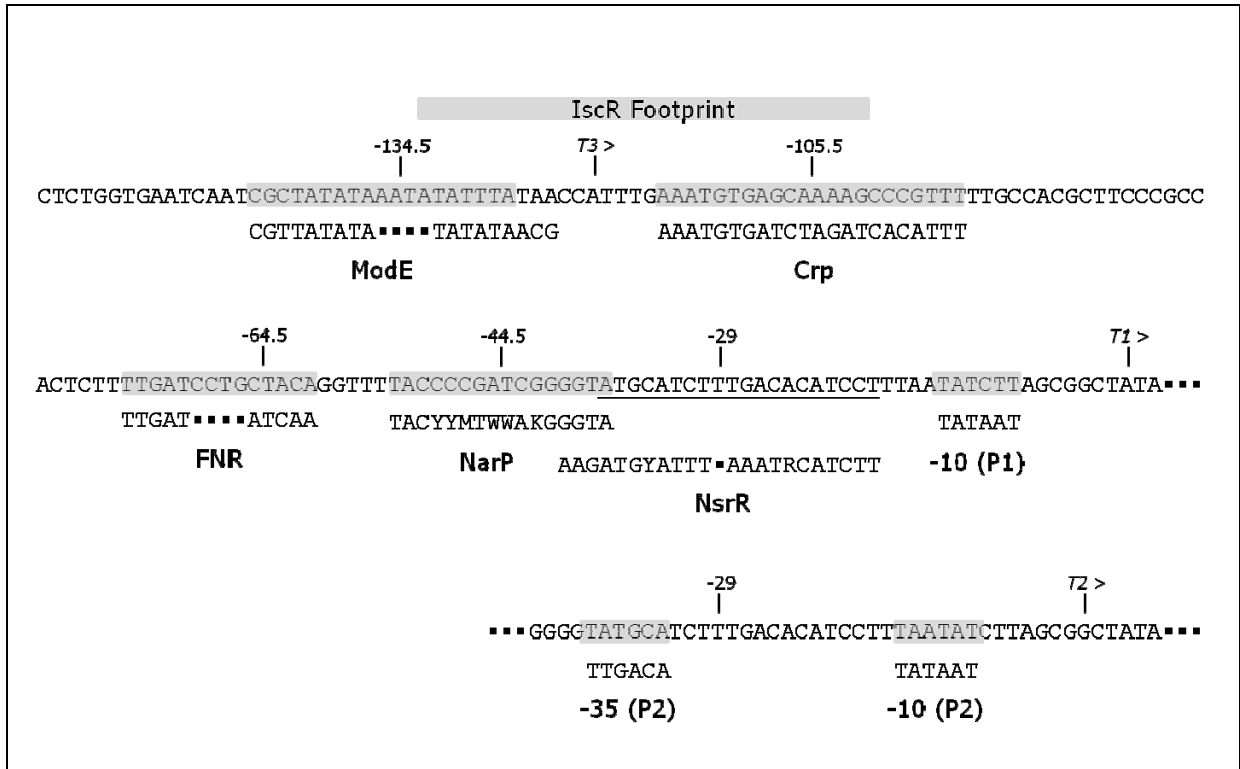 IscR Footprint
-134.5 T3 > -105.5
CTCTGGTGAATCAATCGCTATATAAATATATTTATAACCATTTGAAATGTGAGCAAAAGCCCGTTTTTGCCACGCTTCCCGCC
CGTTATATA▪▪▪▪TATATAACG AAATGTGATCTAGATCACATTT
ModE Crp
-64.5 -44.5 -29 T1 >
ACTCTTTTGATCCTGCTACAGGTTTTACCCCGATCGGGGTATGCATCTTTGACACATCCTTTAATATCTTAGCGGCTATA▪▪▪
TTGAT▪▪▪▪ATCAA TACYYMTWWAKGGGTA TATAAT
FNR NarP -10 (P1)
AAGATGYATTT▪AAATRCATCTT
NsrR
-29 T2 >
▪▪▪GGGGTATGCATCTTTGACACATCCTTTAATATCTTAGCGGCTATA▪▪▪
TTGACA TATAAT
-35 (P2) -10 (P2)